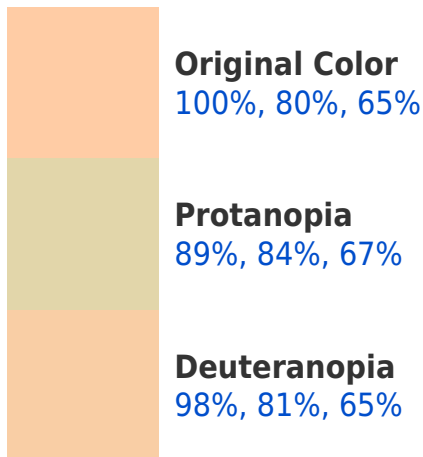 Original Color
100%, 80%, 65%
Protanopia
89%, 84%, 67%
Deuteranopia
98%, 81%, 65%